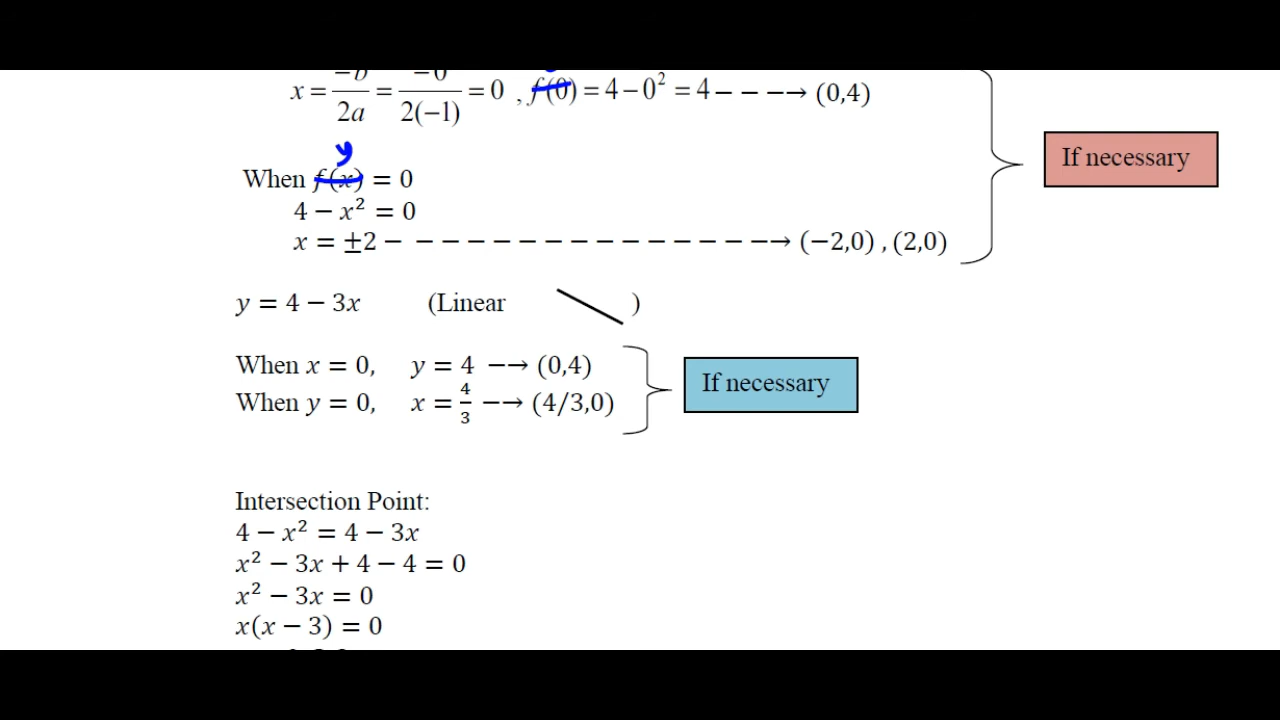 x = −b/2a = −0/2(−1) = 0 , f(0) = 4 − 0² = 4 − − − −→ (0,4)
If necessary
y
When f(x) = 0
4 − x² = 0
x = ±2 − − − − − − − − − − − − − − −→ (−2,0) , (2,0)
y = 4 − 3x (Linear )
When x = 0, y = 4 −→ (0,4)
If necessary
When y = 0, x = 4/3 −→ (4/3,0)
Intersection Point:
4 − x² = 4 − 3x
x² − 3x + 4 − 4 = 0
x² − 3x = 0
x(x − 3) = 0